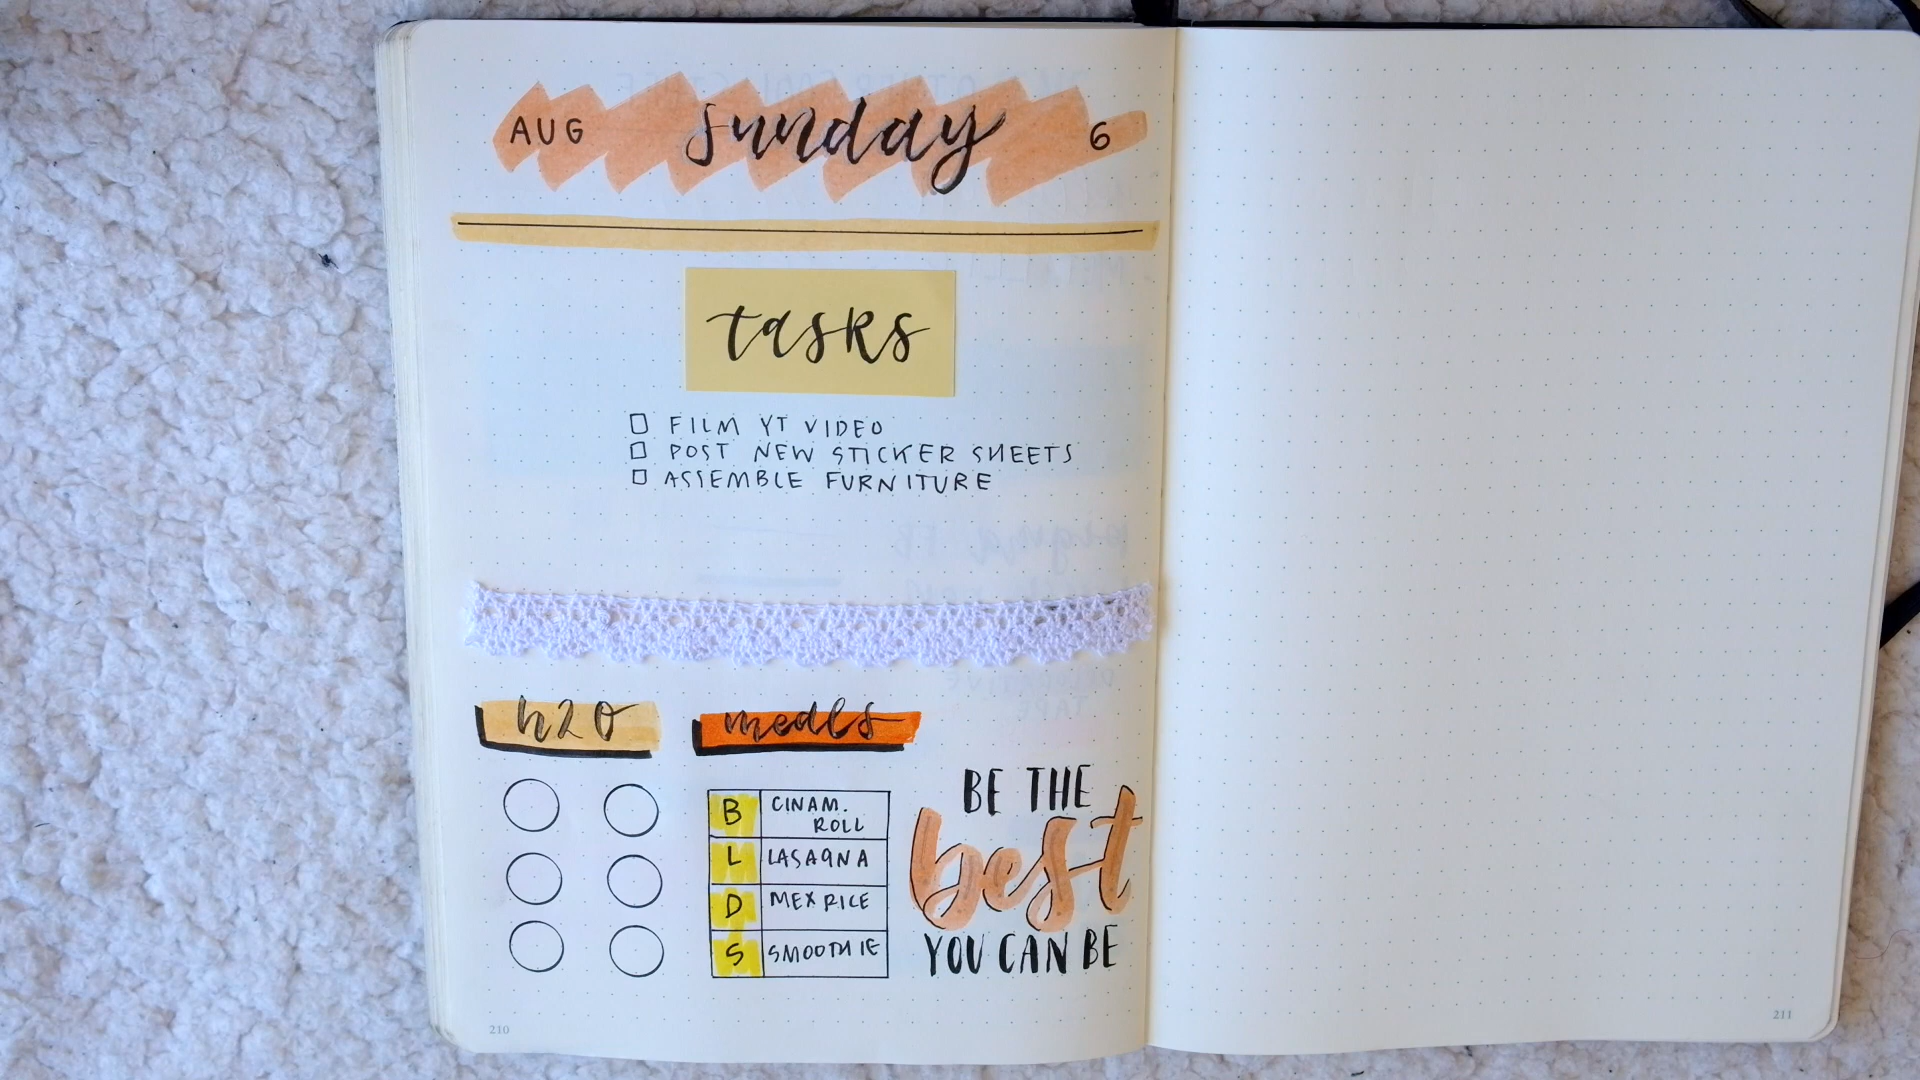 AUG sunday 6
tasks
FILM YT VIDEO
POST NEW STICKER SHEETS
ASSEMBLE FURNITURE
h2o
meals
B CINAM. ROLL
L LASAGNA
D MEX RICE
S SMOOTHIE
BE THE
best
YOU CAN BE
210
211